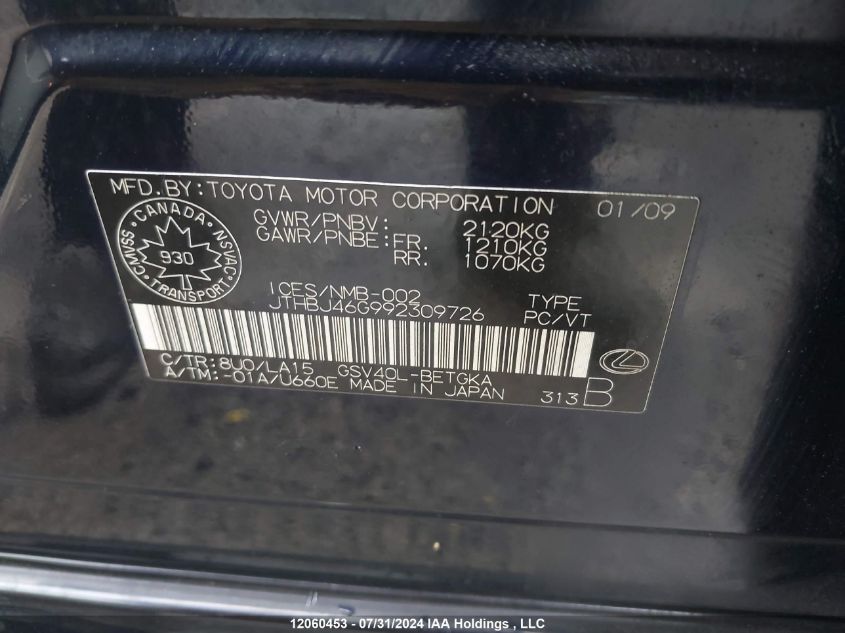 MFD.BY:TOYOTA MOTOR CORPORATION 01/09
GVWR/PNBV: 2120KG
GAWR/PNBE:FR. 1210KG
RR. 1070KG
CANADA
CMVSS NSVAC
930
TRANSPORT
ICES/NMB-002 TYPE
JTHBJ46G992309726 PC/VT
C/TR:8U0/LA15 GSV40L-BETGKA
A/TM:-01A/U660E MADE IN JAPAN 313 B
12060453 - 07/31/2024 IAA Holdings , LLC